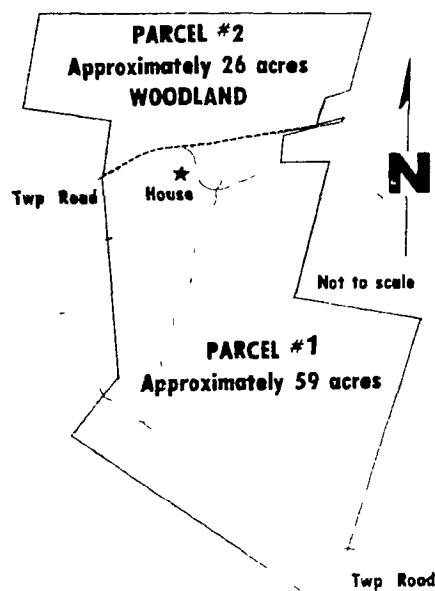 PARCEL #2
Approximately 26 acres
WOODLAND
N
Twp Road
House
Not to scale
PARCEL #1
Approximately 59 acres
Twp Road